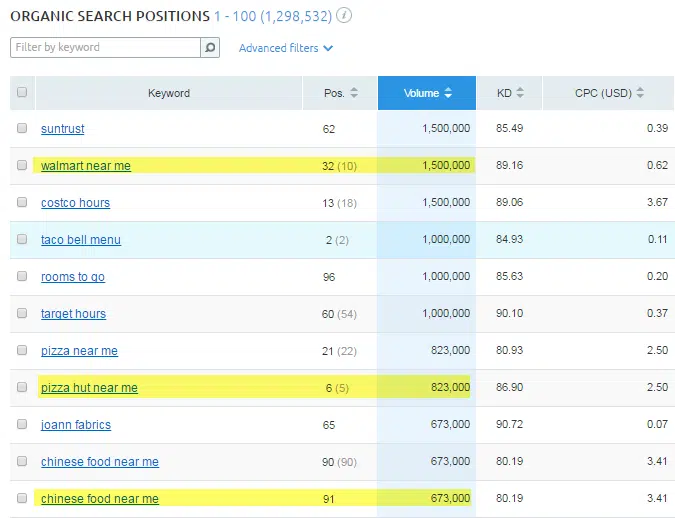 ORGANIC SEARCH POSITIONS 1 - 100 (1,298,532) i
Filter by keyword Advanced filters
Keyword Pos. Volume KD CPC (USD)
suntrust 62 1,500,000 85.49 0.39
walmart near me 32 (10) 1,500,000 89.16 0.62
costco hours 13 (18) 1,500,000 89.06 3.67
taco bell menu 2 (2) 1,000,000 84.93 0.11
rooms to go 96 1,000,000 85.63 0.20
target hours 60 (54) 1,000,000 90.10 0.37
pizza near me 21 (22) 823,000 80.93 2.50
pizza hut near me 6 (5) 823,000 86.90 2.50
joann fabrics 65 673,000 90.72 0.07
chinese food near me 90 (90) 673,000 80.19 3.41
chinese food near me 91 673,000 80.19 3.41